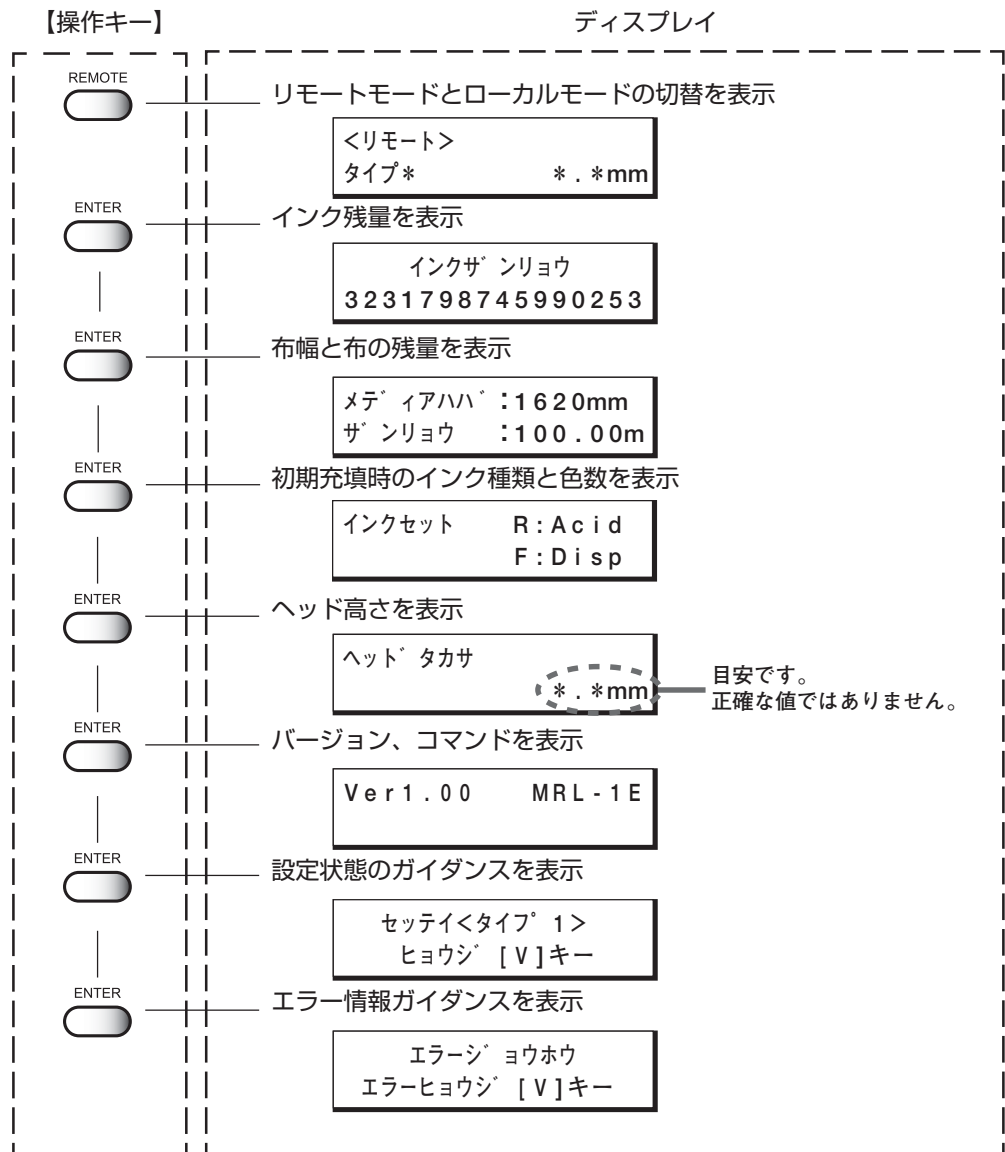 【操作キー】
ディスプレイ
REMOTE
リモートモードとローカルモードの切替を表示
<リモート>
タイプ* *.*mm
ENTER
インク残量を表示
インクザンリョウ
3231798745990253
ENTER
布幅と布の残量を表示
メディアハバ:1620mm
ザンリョウ :100.00m
ENTER
初期充填時のインク種類と色数を表示
インクセット R:Acid
F:Disp
ENTER
ヘッド高さを表示
ヘッドタカサ
*.*mm
目安です。
正確な値ではありません。
ENTER
バージョン、コマンドを表示
Ver1.00 MRL-1E
ENTER
設定状態のガイダンスを表示
セッテイ<タイプ 1>
ヒョウジ [V]キー
ENTER
エラー情報ガイダンスを表示
エラージョウホウ
エラーヒョウジ [V]キー